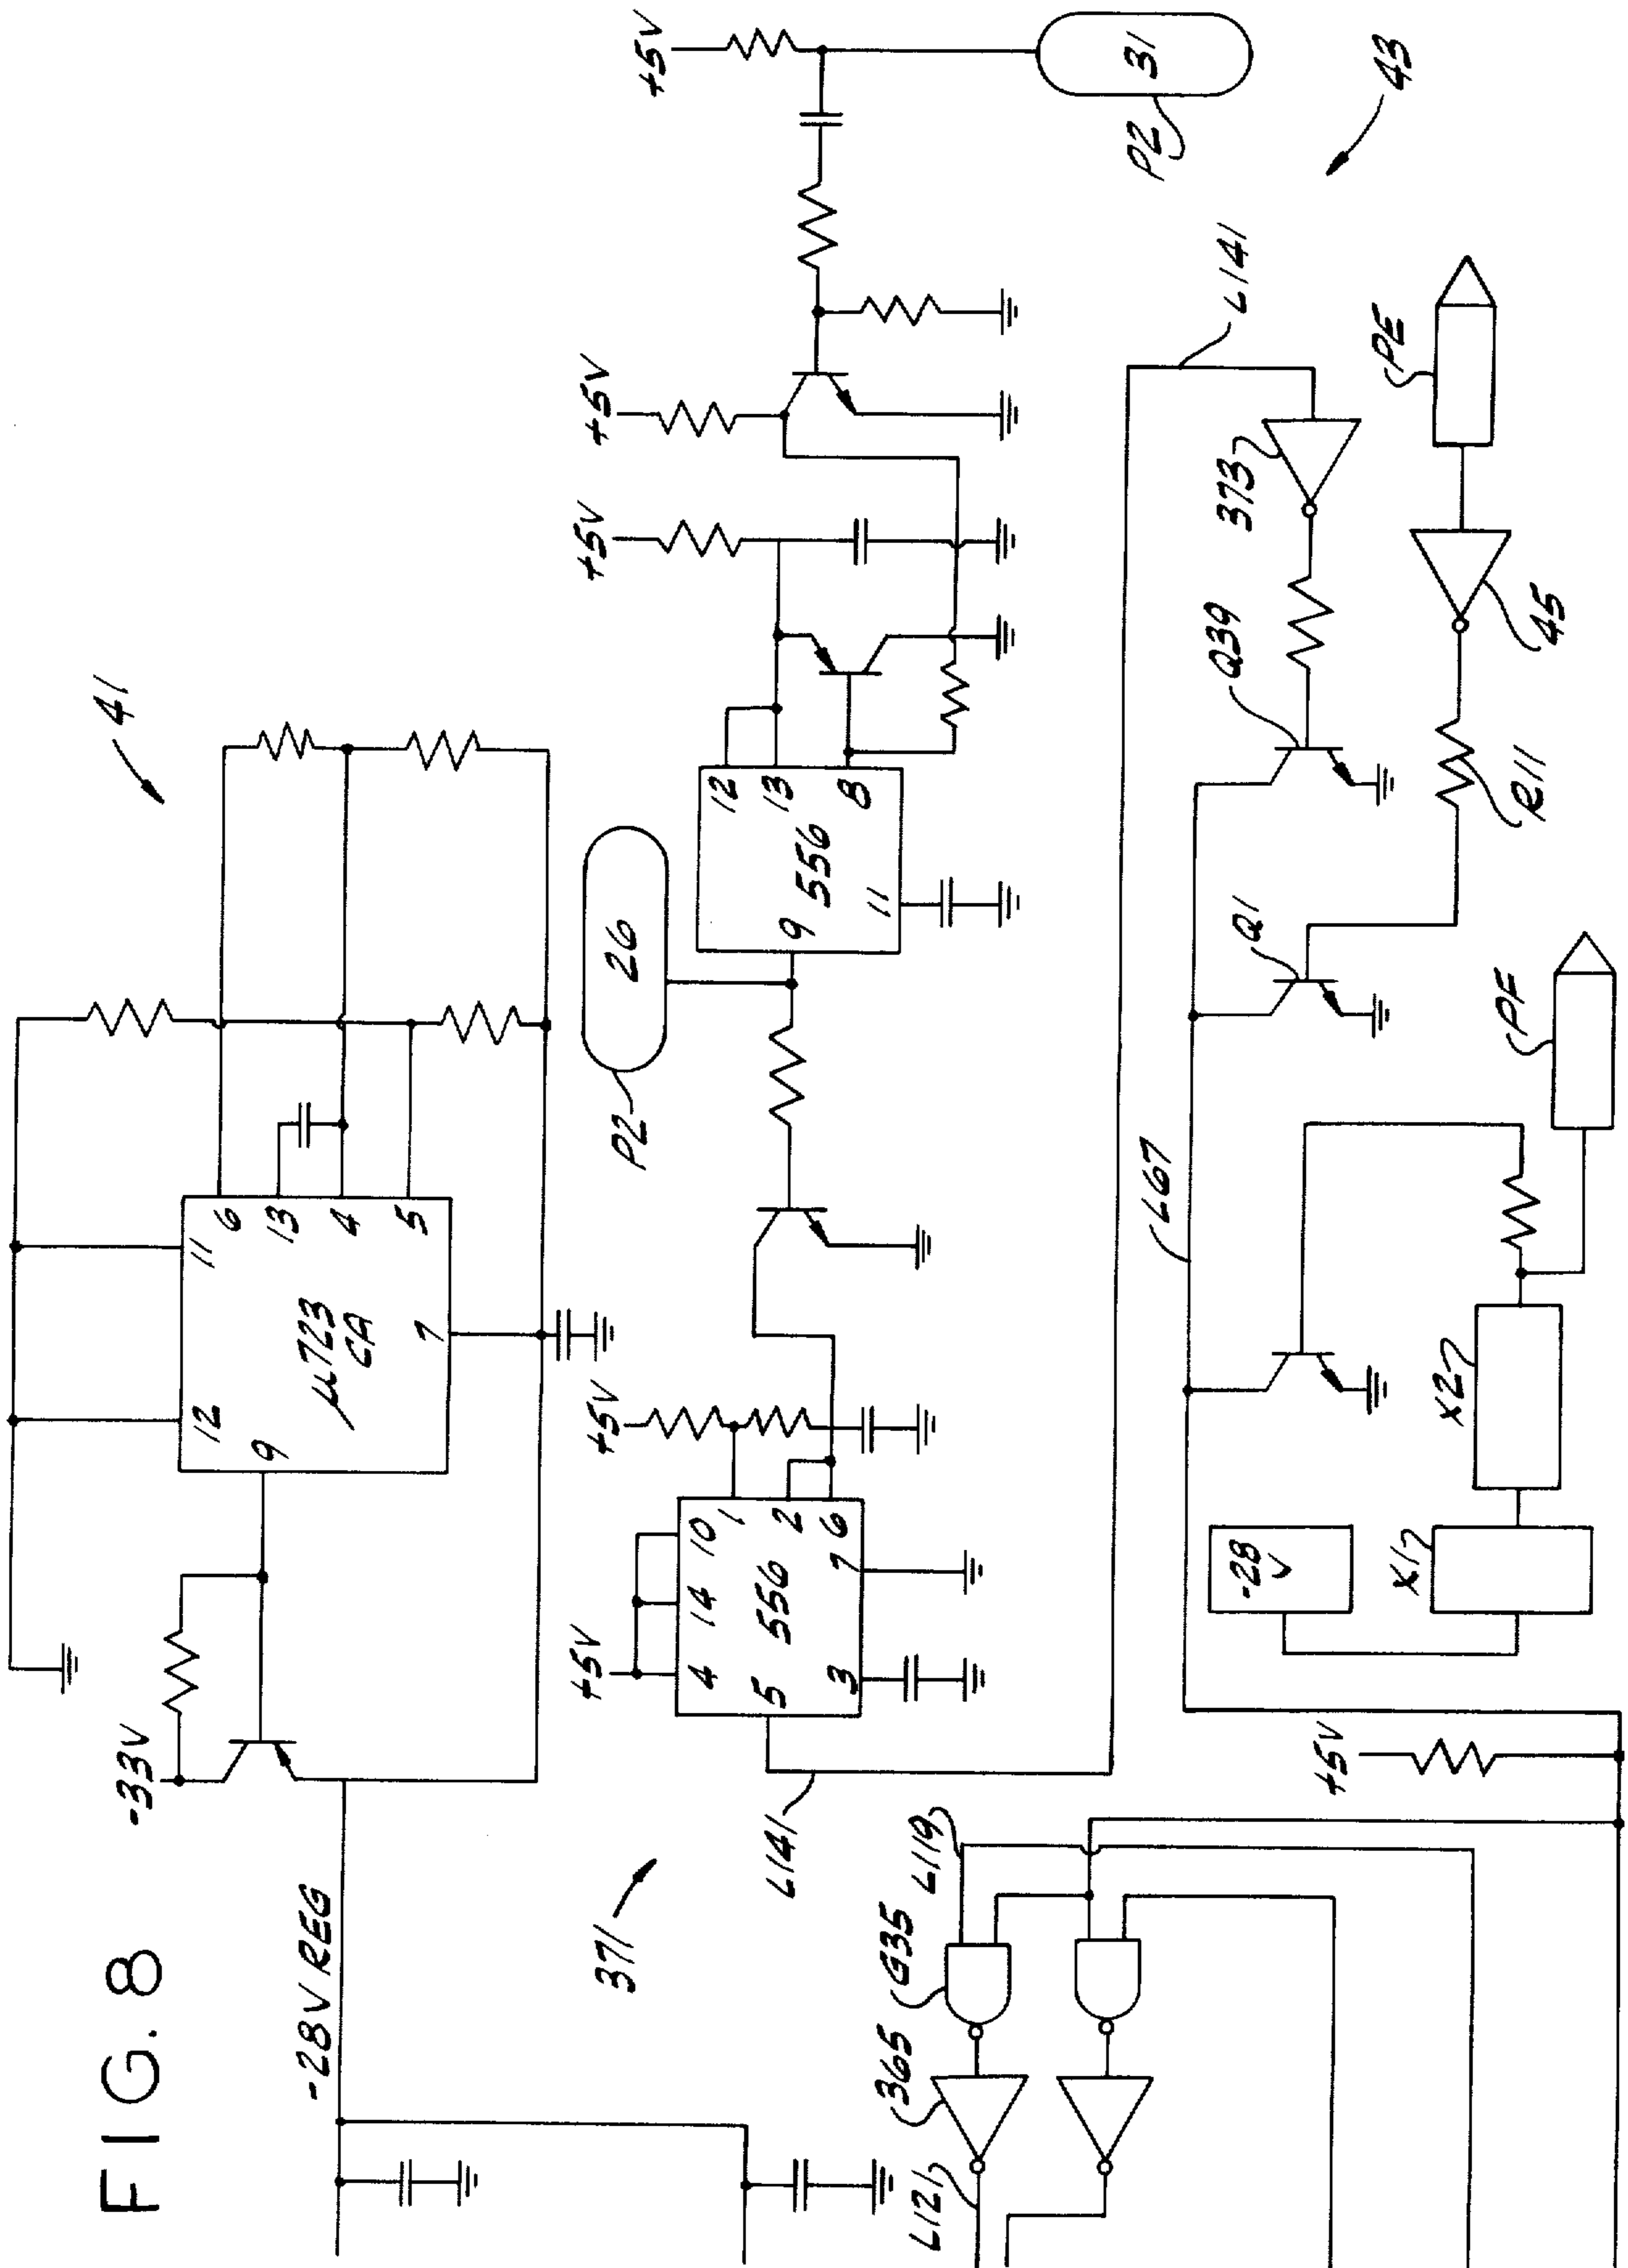 FIG. 8
-28V REG
-33V
41
12
11
9
μ723
CA
6
13
4
5
7
+5V
P2
31
43
+5V
+5V
12
13
8
556
9
11
26
P2
+5V
+5V
10
1
14
2
4
556
6
5
7
3
L141
371
L141
373
Q39
PE
45
R11
Q1
PF
L67
X2
X1
-28
V
+5V
L119
G35
365
L121